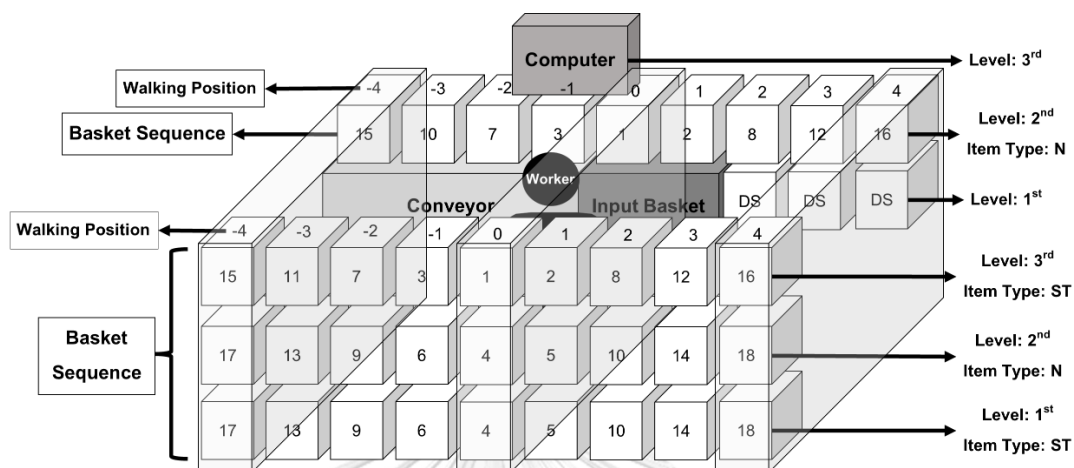 Computer
Level: 3rd
Walking Position
-4 -3 -2 -1 0 1 2 3 4
Level: 2nd
Basket Sequence
15 10 7 3 1 2 8 12 16
Item Type: N
Worker
Conveyor
Input Basket
DS DS DS
Level: 1st
Walking Position
-4 -3 -2 -1 0 1 2 3 4
Level: 3rd
15 11 7 3 1 2 8 12 16
Item Type: ST
Basket
Sequence
Level: 2nd
17 13 9 6 4 5 10 14 18
Item Type: N
Level: 1st
17 13 9 6 4 5 10 14 18
Item Type: ST